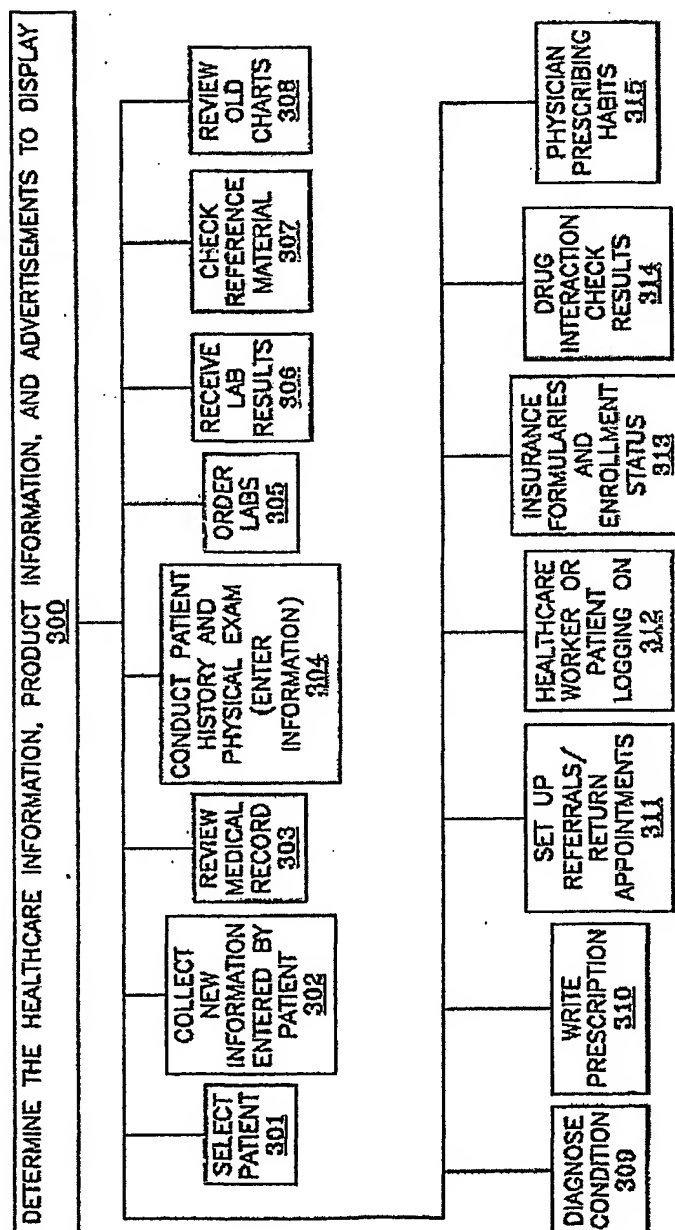 DETERMINE THE HEALTHCARE INFORMATION, PRODUCT INFORMATION, AND ADVERTISEMENTS TO DISPLAY
300
SELECT
PATIENT
301
COLLECT
NEW
INFORMATION
ENTERED BY
PATIENT
302
REVIEW
MEDICAL
RECORD
303
CONDUCT PATIENT
HISTORY AND
PHYSICAL EXAM
(ENTER
INFORMATION)
304
ORDER
LABS
305
RECEIVE
LAB
RESULTS
306
CHECK
REFERENCE
MATERIAL
307
REVIEW
OLD
CHARTS
308
DIAGNOSE
CONDITION
309
WRITE
PRESCRIPTION
310
SET UP
REFERRALS/
RETURN
APPOINTMENTS
311
HEALTHCARE
WORKER OR
PATIENT
LOGGING ON
312
INSURANCE
FORMULARIES
AND
ENROLLMENT
STATUS
313
DRUG
INTERACTION
CHECK
RESULTS
314
PHYSICIAN
PRESCRIBING
HABITS
315